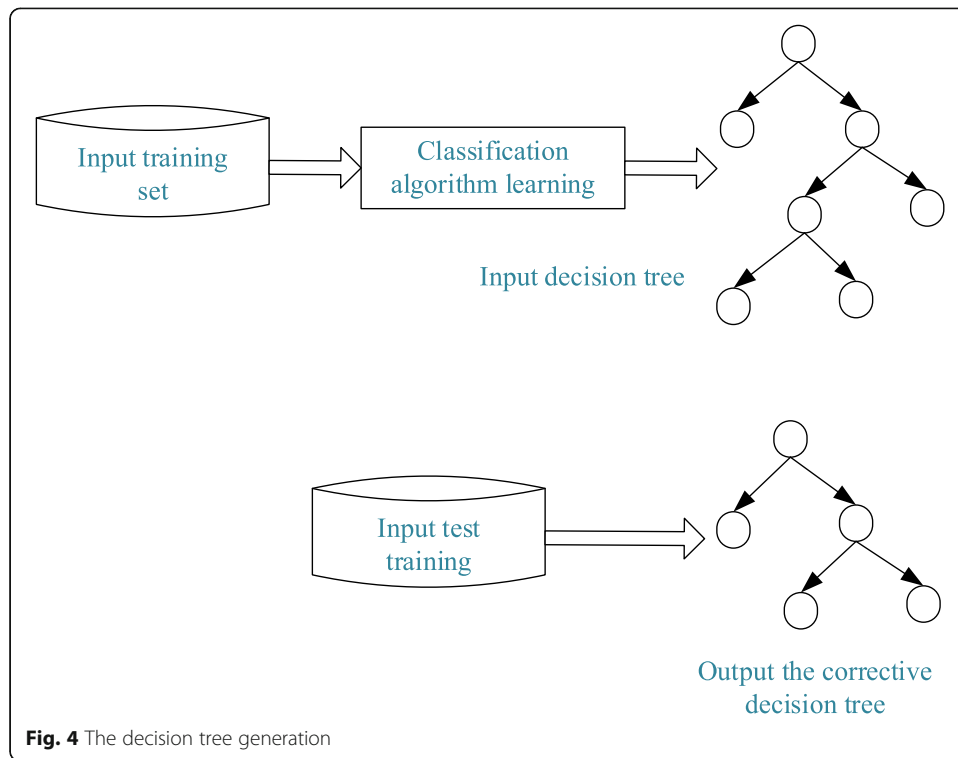 Input training
set
Classification
algorithm learning
Input decision tree
Input test
training
Output the corrective
decision tree
Fig. 4 The decision tree generation